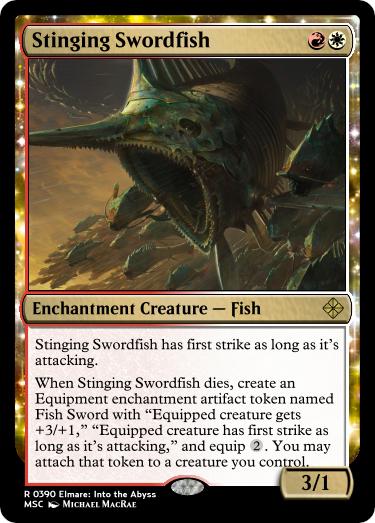 Stinging Swordfish
Enchantment Creature — Fish
Stinging Swordfish has first strike as long as it's
attacking.
When Stinging Swordfish dies, create an
Equipment enchantment artifact token named
Fish Sword with “Equipped creature gets
+3/+1,” “Equipped creature has first strike as
long as it's attacking,” and equip 2. You may
attach that token to a creature you control.
3/1
R 0390 Elmare: Into the Abyss
MSC Michael MacRae